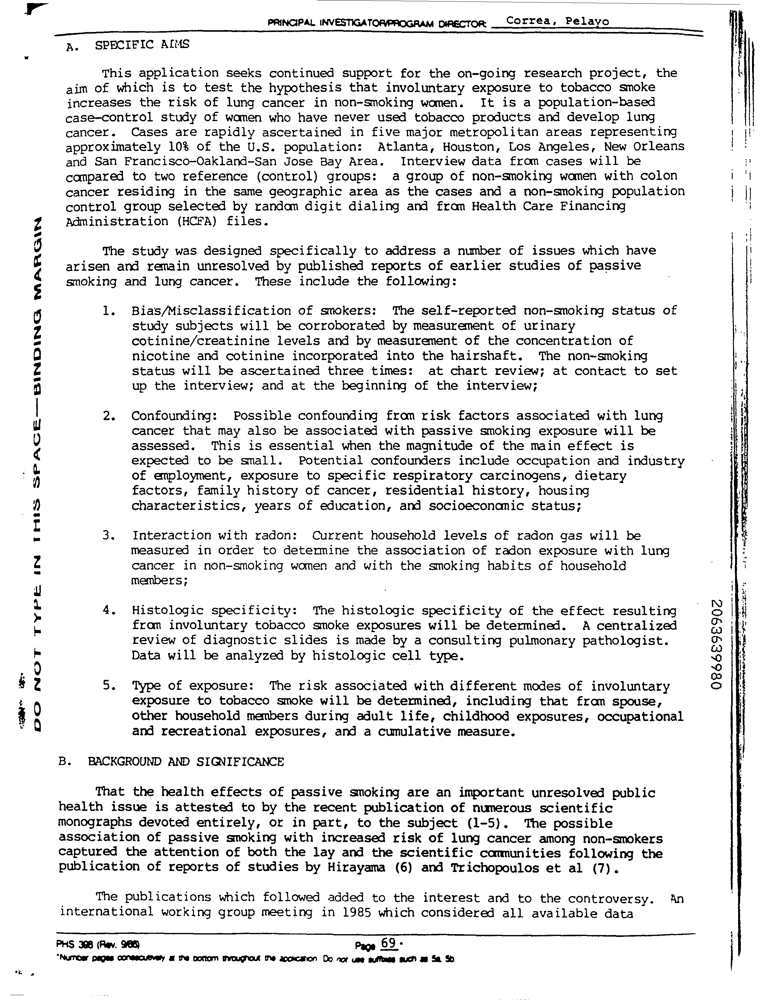 PRINCIPAL INVESTIGATOR/PROGRAM DIRECTOR: Correa, Pelayo
A. SPECIFIC AIMS
This application seeks continued support for the on-going research project, the
aim of which is to test the hypothesis that involuntary exposure to tobacco smoke
increases the risk of lung cancer in non-smoking women. It is a population-based
case-control study of women who have never used tobacco products and develop lung
cancer. Cases are rapidly ascertained in five major metropolitan areas representing
approximately 10% of the U.S. population: Atlanta, Houston, Los Angeles, New Orleans
and San Francisco-Oakland-San Jose Bay Area. Interview data from cases will be
compared to two reference (control) groups: a group of non-smoking women with colon
cancer residing in the same geographic area as the cases and a non-smoking population
control group selected by random digit dialing and from Health Care Financing
Administration (HCFA) files.
The study was designed specifically to address a number of issues which have
arisen and remain unresolved by published reports of earlier studies of passive
smoking and lung cancer. These include the following:
1. Bias/Misclassification of smokers: The self-reported non-smoking status of
study subjects will be corroborated by measurement of urinary
cotinine/creatinine levels and by measurement of the concentration of
nicotine and cotinine incorporated into the hairshaft. The non-smoking
status will be ascertained three times: at chart review; at contact to set
up the interview; and at the beginning of the interview;
2. Confounding: Possible confounding from risk factors associated with lung
cancer that may also be associated with passive smoking exposure will be
assessed. This is essential when the magnitude of the main effect is
expected to be small. Potential confounders include occupation and industry
of employment, exposure to specific respiratory carcinogens, dietary
factors, family history of cancer, residential history, housing
characteristics, years of education, and socioeconomic status;
3. Interaction with radon: Current household levels of radon gas will be
measured in order to determine the association of radon exposure with lung
cancer in non-smoking women and with the smoking habits of household
members;
4. Histologic specificity: The histologic specificity of the effect resulting
from involuntary tobacco smoke exposures will be determined. A centralized
review of diagnostic slides is made by a consulting pulmonary pathologist.
Data will be analyzed by histologic cell type.
5. Type of exposure: The risk associated with different modes of involuntary
exposure to tobacco smoke will be determined, including that from spouse,
other household members during adult life, childhood exposures, occupational
and recreational exposures, and a cumulative measure.
B. BACKGROUND AND SIGNIFICANCE
That the health effects of passive smoking are an important unresolved public
health issue is attested to by the recent publication of numerous scientific
monographs devoted entirely, or in part, to the subject (1-5). The possible
association of passive smoking with increased risk of lung cancer among non-smokers
captured the attention of both the lay and the scientific communities following the
publication of reports of studies by Hirayama (6) and Trichopoulos et al (7).
The publications which followed added to the interest and to the controversy. An
international working group meeting in 1985 which considered all available data
PHS 398 (Rev. 9/86) Page 69
*Number pages consecutively at the bottom throughout the application Do not use suffixes such as 5a, 5b
DO NOT TYPE IN THIS SPACE—BINDING MARGIN
2063639980